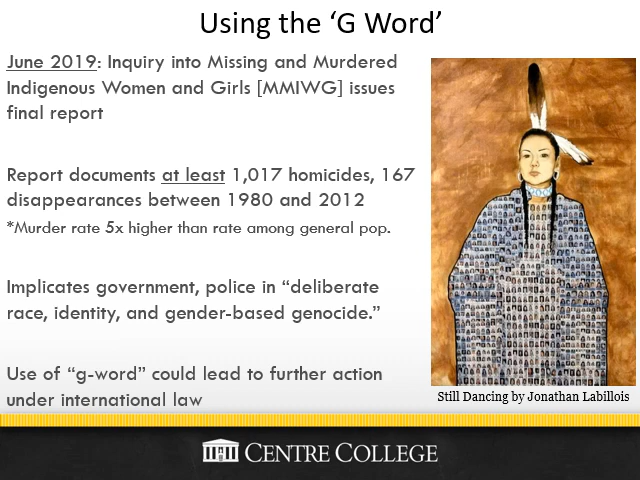 Using the ‘G Word’
June 2019: Inquiry into Missing and Murdered
Indigenous Women and Girls [MMIWG] issues
final report
Report documents at least 1,017 homicides, 167
disappearances between 1980 and 2012
*Murder rate 5x higher than rate among general pop.
Implicates government, police in “deliberate
race, identity, and gender-based genocide.”
Use of “g-word” could lead to further action
under international law
Still Dancing by Jonathan Labillois
CENTRE COLLEGE